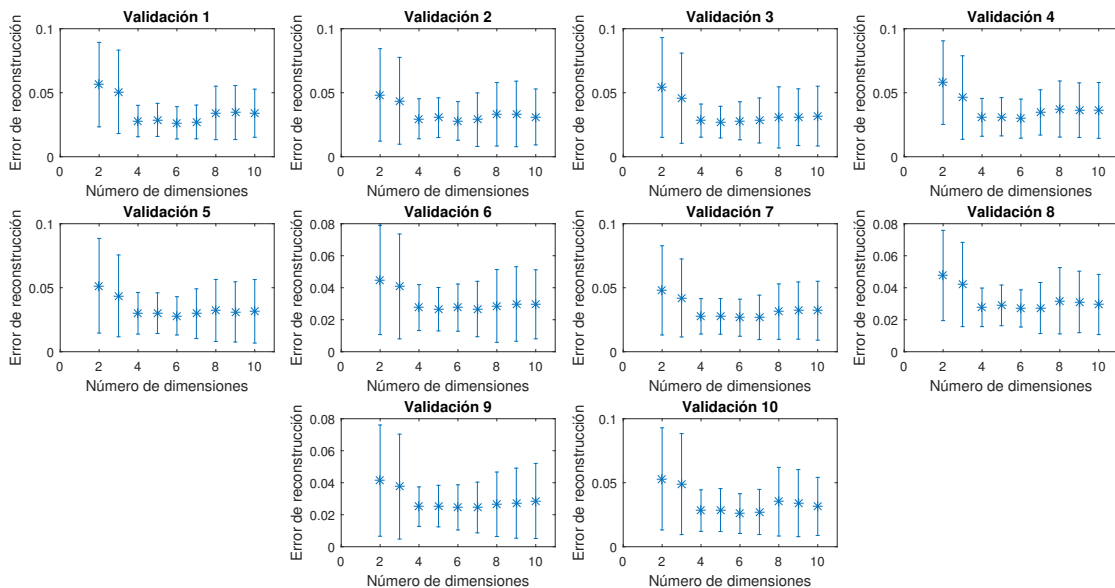 Validación 1
Error de reconstrucción
0.1
0.05
0
0 2 4 6 8 10
Número de dimensiones
Validación 2
Error de reconstrucción
0.1
0.05
0
0 2 4 6 8 10
Número de dimensiones
Validación 3
Error de reconstrucción
0.1
0.05
0
0 2 4 6 8 10
Número de dimensiones
Validación 4
Error de reconstrucción
0.1
0.05
0
0 2 4 6 8 10
Número de dimensiones
Validación 5
Error de reconstrucción
0.1
0.05
0
0 2 4 6 8 10
Número de dimensiones
Validación 6
Error de reconstrucción
0.08
0.06
0.04
0.02
0
0 2 4 6 8 10
Número de dimensiones
Validación 7
Error de reconstrucción
0.1
0.05
0
0 2 4 6 8 10
Número de dimensiones
Validación 8
Error de reconstrucción
0.08
0.06
0.04
0.02
0
0 2 4 6 8 10
Número de dimensiones
Validación 9
Error de reconstrucción
0.08
0.06
0.04
0.02
0
0 2 4 6 8 10
Número de dimensiones
Validación 10
Error de reconstrucción
0.1
0.05
0
0 2 4 6 8 10
Número de dimensiones